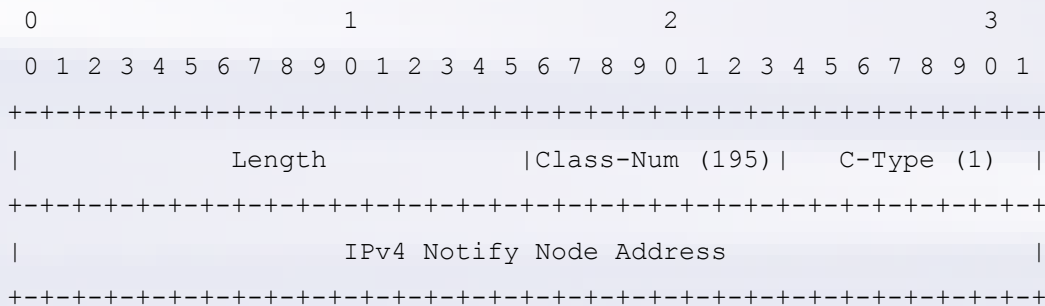 0 1 2 3
0 1 2 3 4 5 6 7 8 9 0 1 2 3 4 5 6 7 8 9 0 1 2 3 4 5 6 7 8 9 0 1
+-+-+-+-+-+-+-+-+-+-+-+-+-+-+-+-+-+-+-+-+-+-+-+-+-+-+-+-+-+-+-+-+
| Length |Class-Num (195)| C-Type (1) |
+-+-+-+-+-+-+-+-+-+-+-+-+-+-+-+-+-+-+-+-+-+-+-+-+-+-+-+-+-+-+-+-+
| IPv4 Notify Node Address |
+-+-+-+-+-+-+-+-+-+-+-+-+-+-+-+-+-+-+-+-+-+-+-+-+-+-+-+-+-+-+-+-+